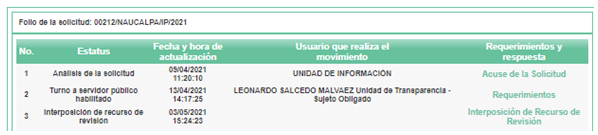 Folio de la solicitud: 00212/NAUCALPA/IP/2021
No. Estatus Fecha y hora de actualización Usuario que realiza el movimiento Requerimientos y respuesta
1 Análisis de la solicitud 09/04/2021 11:20:10 UNIDAD DE INFORMACIÓN Acuse de la Solicitud
2 Turno a servidor público habilitado 13/04/2021 14:17:25 LEONARDO SALCEDO MALVAEZ Unidad de Transparencia - Sujeto Obligado Requerimientos
3 Interposición de recurso de revisión 03/05/2021 15:24:23 Interposición de Recurso de Revisión